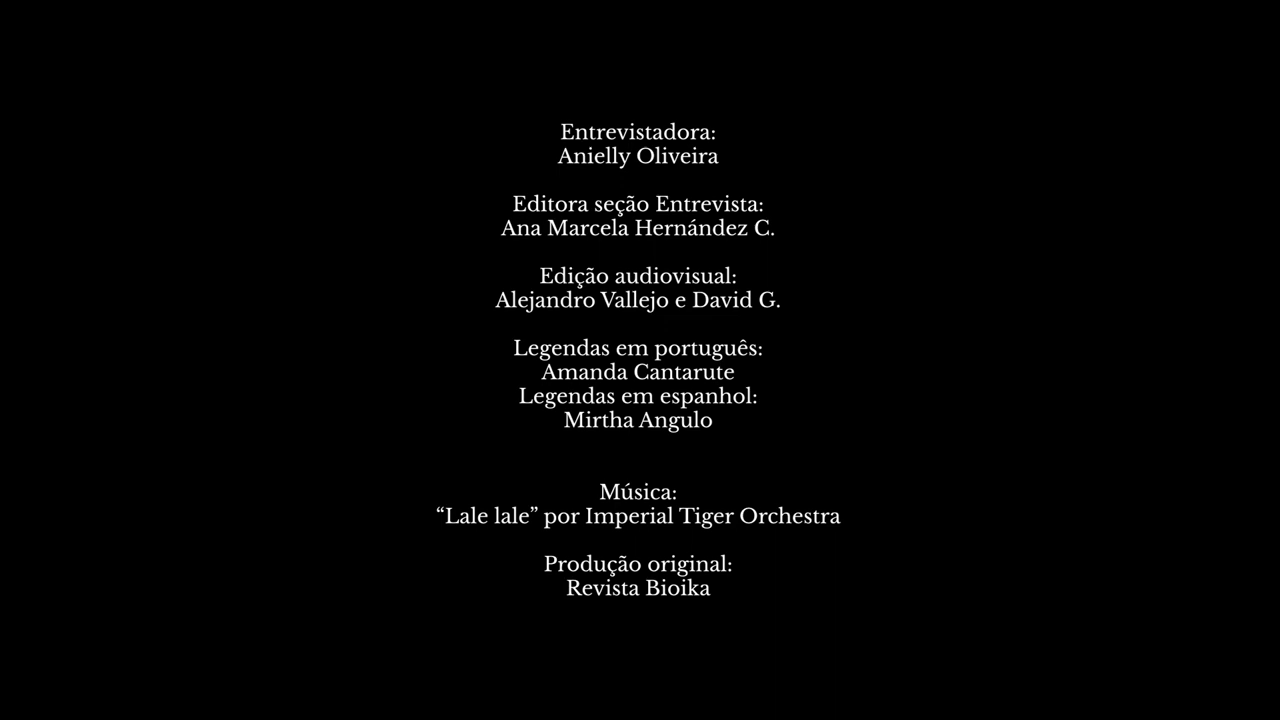 Entrevistadora:
Anielly Oliveira
Editora seção Entrevista:
Ana Marcela Hernández C.
Edição audiovisual:
Alejandro Vallejo e David G.
Legendas em português:
Amanda Cantarute
Legendas em espanhol:
Mirtha Angulo
Música:
“Lale lale” por Imperial Tiger Orchestra
Produção original:
Revista Bioika